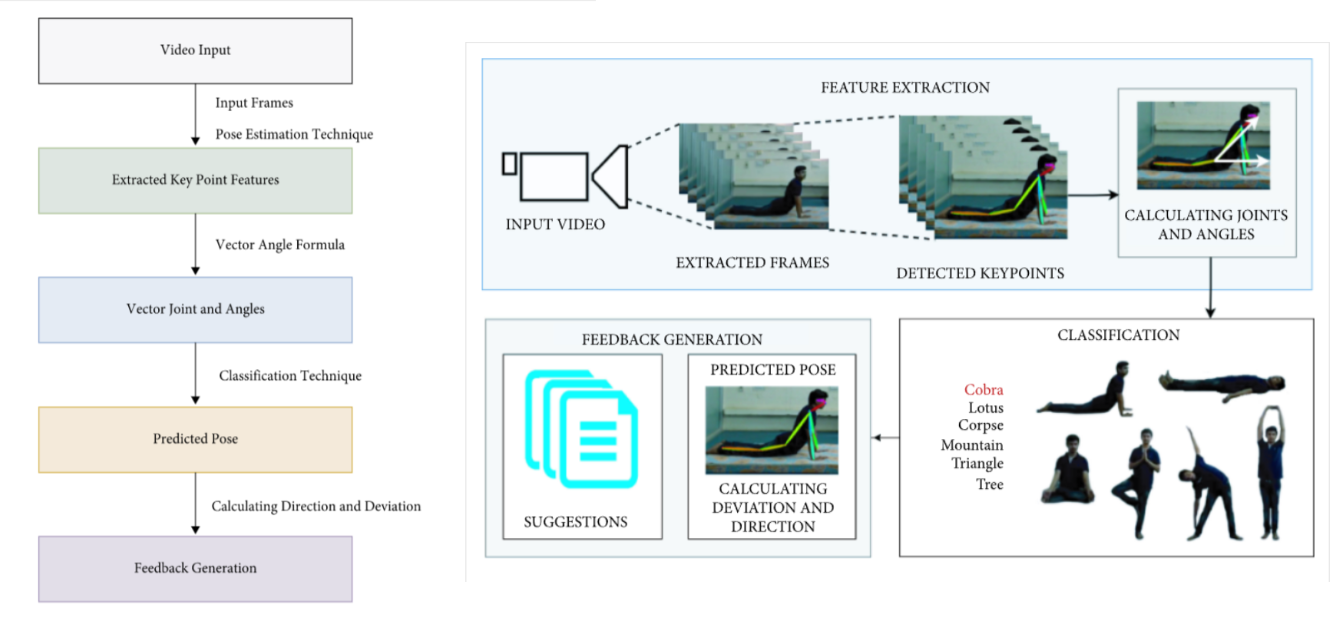 Video Input
Input Frames
Pose Estimation Technique
Extracted Key Point Features
Vector Angle Formula
Vector Joint and Angles
Classification Technique
Predicted Pose
Calculating Direction and Deviation
Feedback Generation
FEATURE EXTRACTION
INPUT VIDEO
EXTRACTED FRAMES
DETECTED KEYPOINTS
CALCULATING JOINTS
AND ANGLES
CLASSIFICATION
Cobra
Lotus
Corpse
Mountain
Triangle
Tree
FEEDBACK GENERATION
SUGGESTIONS
PREDICTED POSE
CALCULATING
DEVIATION AND
DIRECTION